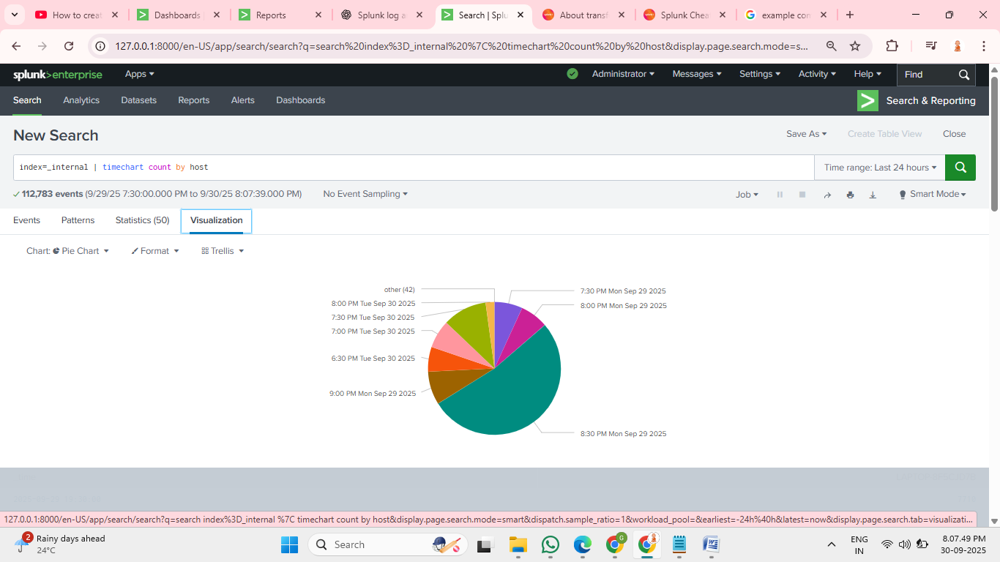 How to creat
Dashboards
Reports
Splunk log a
Search | Splu
About transf
Splunk Chea
example con
127.0.0.1:8000/en-US/app/search/search?q=search%20index%3D_internal%20%7C%20timechart%20count%20by%20host&display.page.search.mode=s...
splunk>enterprise
Apps
Administrator
Messages
Settings
Activity
Help
Find
Search
Analytics
Datasets
Reports
Alerts
Dashboards
Search & Reporting
New Search
Save As
Create Table View
Close
index=_internal | timechart count by host
Time range: Last 24 hours
112,783 events (9/29/25 7:30:00.000 PM to 9/30/25 8:07:39.000 PM)
No Event Sampling
Job
Smart Mode
Events
Patterns
Statistics (50)
Visualization
Chart: Pie Chart
Format
Trellis
other (42)
8:00 PM Tue Sep 30 2025
7:30 PM Tue Sep 30 2025
7:00 PM Tue Sep 30 2025
6:30 PM Tue Sep 30 2025
9:00 PM Mon Sep 29 2025
7:30 PM Mon Sep 29 2025
8:00 PM Mon Sep 29 2025
8:30 PM Mon Sep 29 2025
127.0.0.1:8000/en-US/app/search/search?q=search index%3D_internal %7C timechart count by host&display.page.search.mode=smart&dispatch.sample_ratio=1&workload_pool=&earliest=-24h%40h&latest=now&display.page.search.tab=visualizati...
2
Rainy days ahead
24°C
Search
G
ENG
IN
8.07.49 PM
30-09-2025